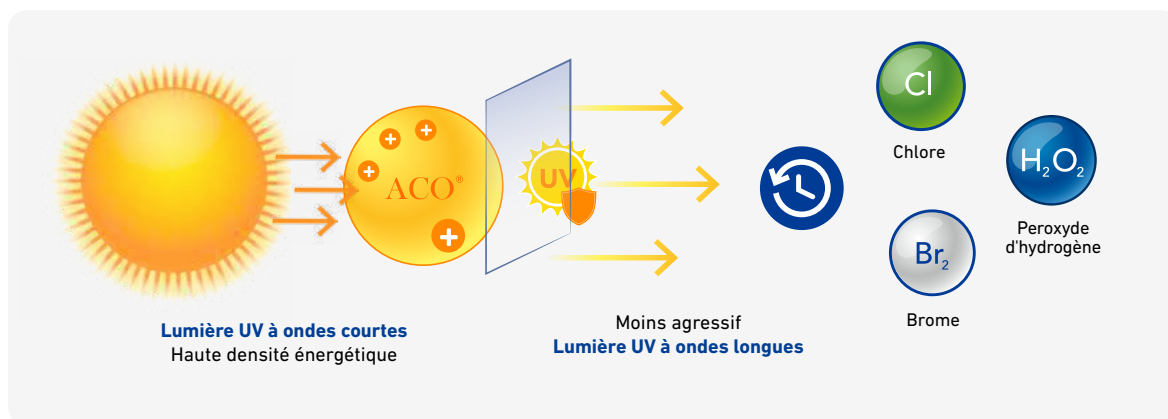 ACO®
UV
Lumière UV à ondes courtes
Haute densité énergétique
Moins agressif
Lumière UV à ondes longues
Cl
Chlore
H₂O₂
Peroxyde
d'hydrogène
Br₂
Brome